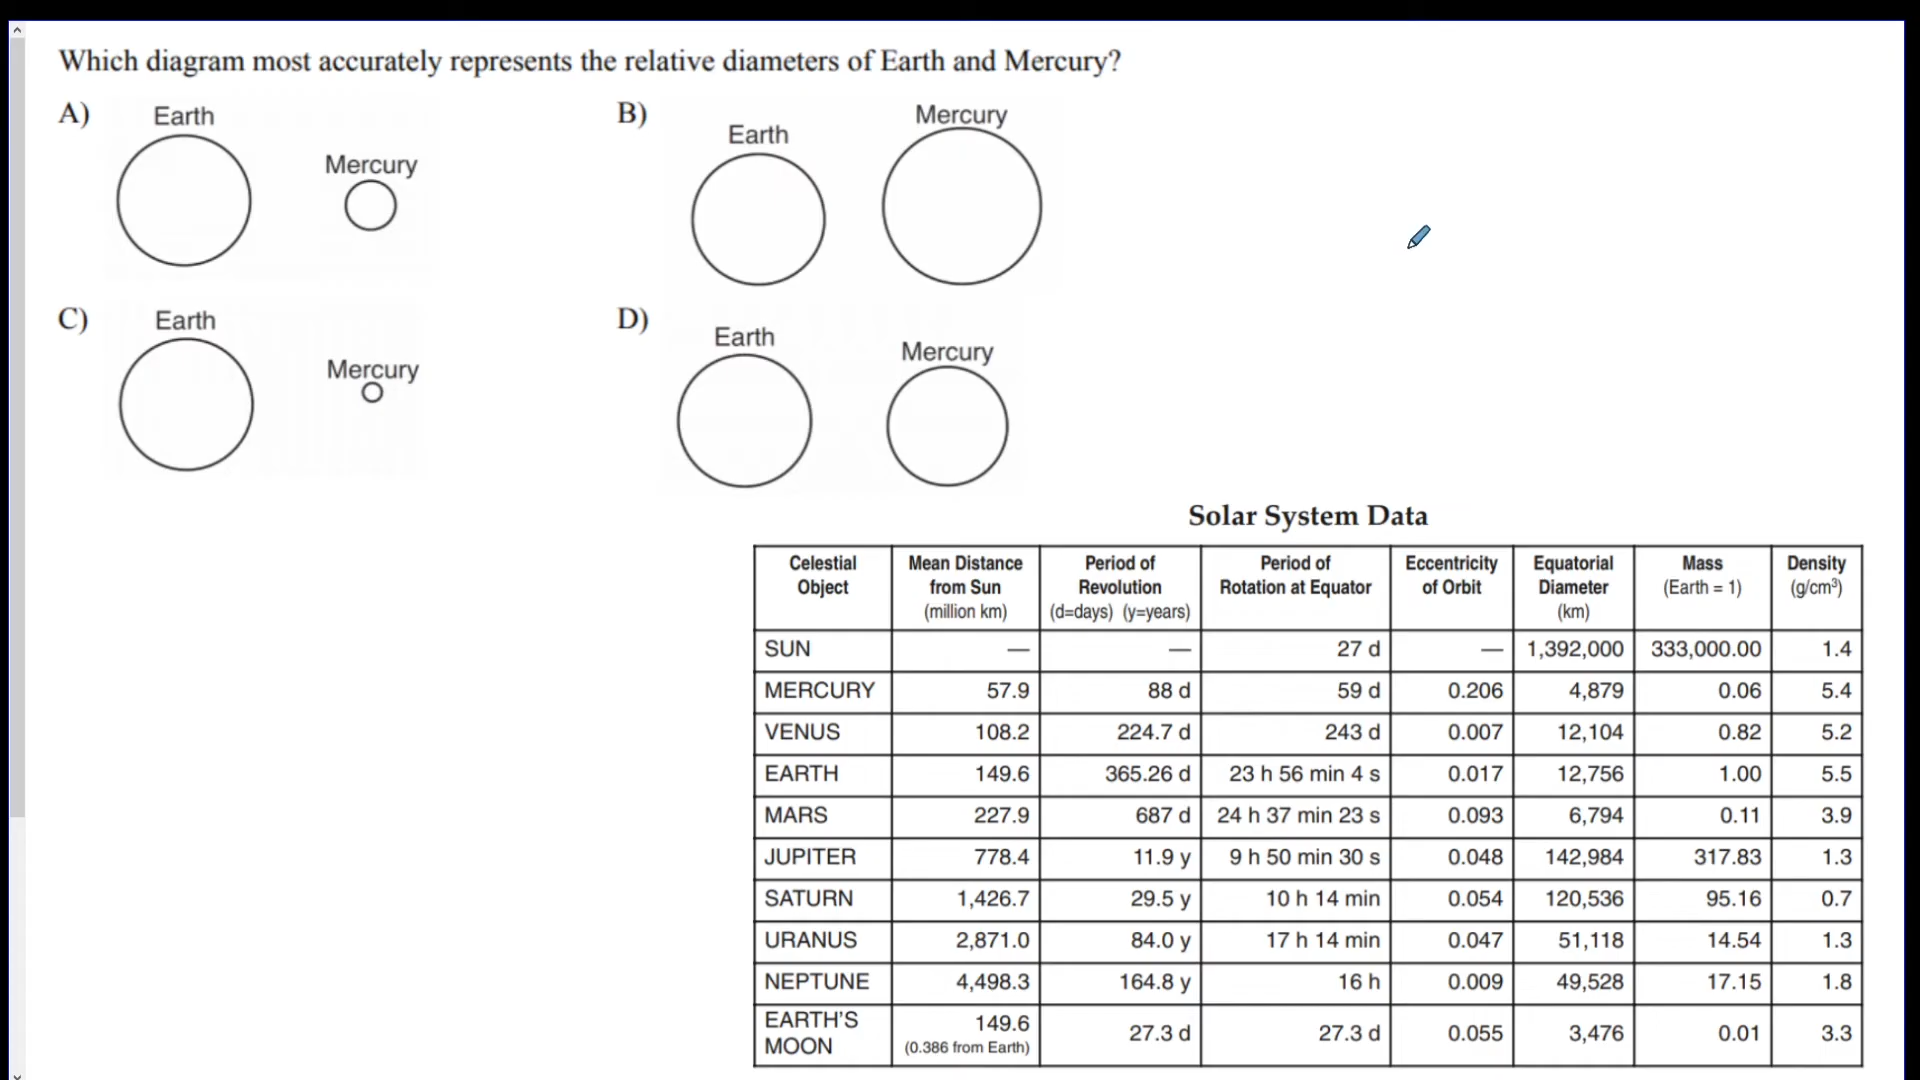 Which diagram most accurately represents the relative diameters of Earth and Mercury?
A)
Earth
Mercury
B)
Earth
Mercury
C)
Earth
Mercury
D)
Earth
Mercury
Solar System Data
Celestial Object | Mean Distance from Sun (million km) | Period of Revolution (d=days) (y=years) | Period of Rotation at Equator | Eccentricity of Orbit | Equatorial Diameter (km) | Mass (Earth = 1) | Density (g/cm³)
SUN | — | — | 27 d | — | 1,392,000 | 333,000.00 | 1.4
MERCURY | 57.9 | 88 d | 59 d | 0.206 | 4,879 | 0.06 | 5.4
VENUS | 108.2 | 224.7 d | 243 d | 0.007 | 12,104 | 0.82 | 5.2
EARTH | 149.6 | 365.26 d | 23 h 56 min 4 s | 0.017 | 12,756 | 1.00 | 5.5
MARS | 227.9 | 687 d | 24 h 37 min 23 s | 0.093 | 6,794 | 0.11 | 3.9
JUPITER | 778.4 | 11.9 y | 9 h 50 min 30 s | 0.048 | 142,984 | 317.83 | 1.3
SATURN | 1,426.7 | 29.5 y | 10 h 14 min | 0.054 | 120,536 | 95.16 | 0.7
URANUS | 2,871.0 | 84.0 y | 17 h 14 min | 0.047 | 51,118 | 14.54 | 1.3
NEPTUNE | 4,498.3 | 164.8 y | 16 h | 0.009 | 49,528 | 17.15 | 1.8
EARTH'S MOON | 149.6 (0.386 from Earth) | 27.3 d | 27.3 d | 0.055 | 3,476 | 0.01 | 3.3